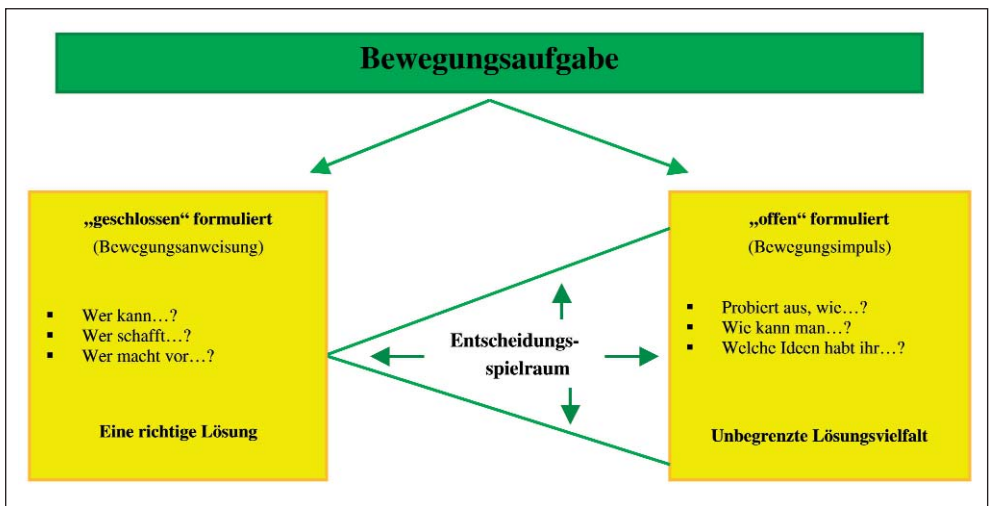 Bewegungsaufgabe
„geschlossen“ formuliert
(Bewegungsanweisung)
▪ Wer kann…?
▪ Wer schafft…?
▪ Wer macht vor…?
Eine richtige Lösung
Entscheidungs-
spielraum
„offen“ formuliert
(Bewegungsimpuls)
▪ Probiert aus, wie…?
▪ Wie kann man…?
▪ Welche Ideen habt ihr…?
Unbegrenzte Lösungsvielfalt